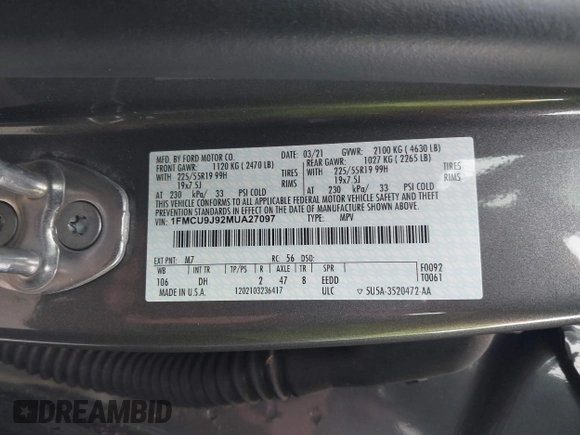 MFD. BY FORD MOTOR CO. 03/21 GVWR: 2100 KG ( 4630 LB)
FRONT GAWR: 1120 KG ( 2470 LB) REAR GAWR: 1027 KG ( 2265 LB)
WITH 225/55R19 99H TIRES WITH 225/55R19 99H TIRES
19x7.5J RIMS 19x7.5J RIMS
AT 230 kPa/ 33 PSI COLD AT 230 kPa/ 33 PSI COLD
THIS VEHICLE CONFORMS TO ALL APPLICABLE FEDERAL MOTOR VEHICLE SAFETY
AND THEFT PREVENTION STANDARDS IN EFFECT ON THE DATE OF MANUFACTURE SHOWN ABOVE.
VIN: 1FMCU9J92MUA27097 TYPE: MPV
EXT PNT: M7 RC: 56 DSO: F0092
WB INT TR TP/PS R AXLE TR SPR T0061
106 DH 2 47 B EEDD
MADE IN U.S.A. 1202103236417 ULC ▽ 5U5A-3520472-AA
DREAMBID